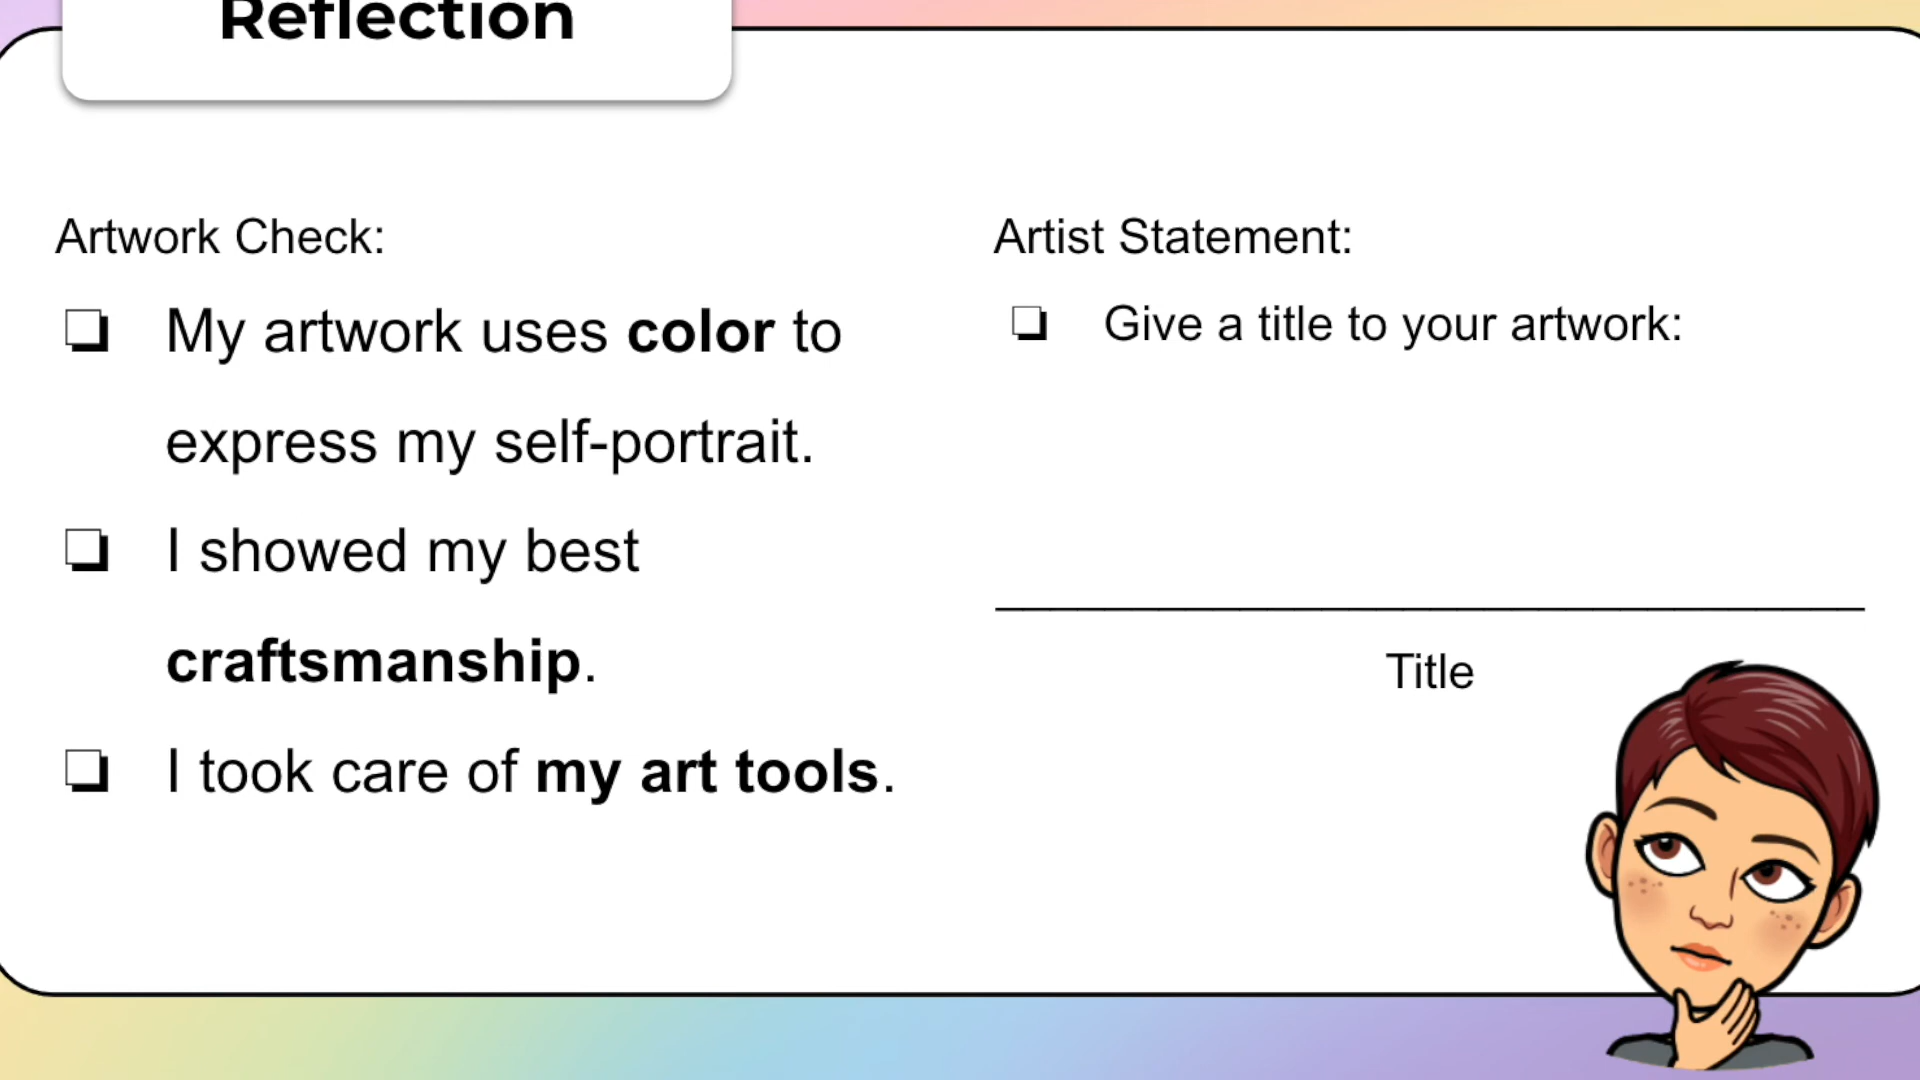 Reflection
Artwork Check:
❏ My artwork uses color to
express my self-portrait.
❏ I showed my best
craftsmanship.
❏ I took care of my art tools.
Artist Statement:
❏ Give a title to your artwork:
Title